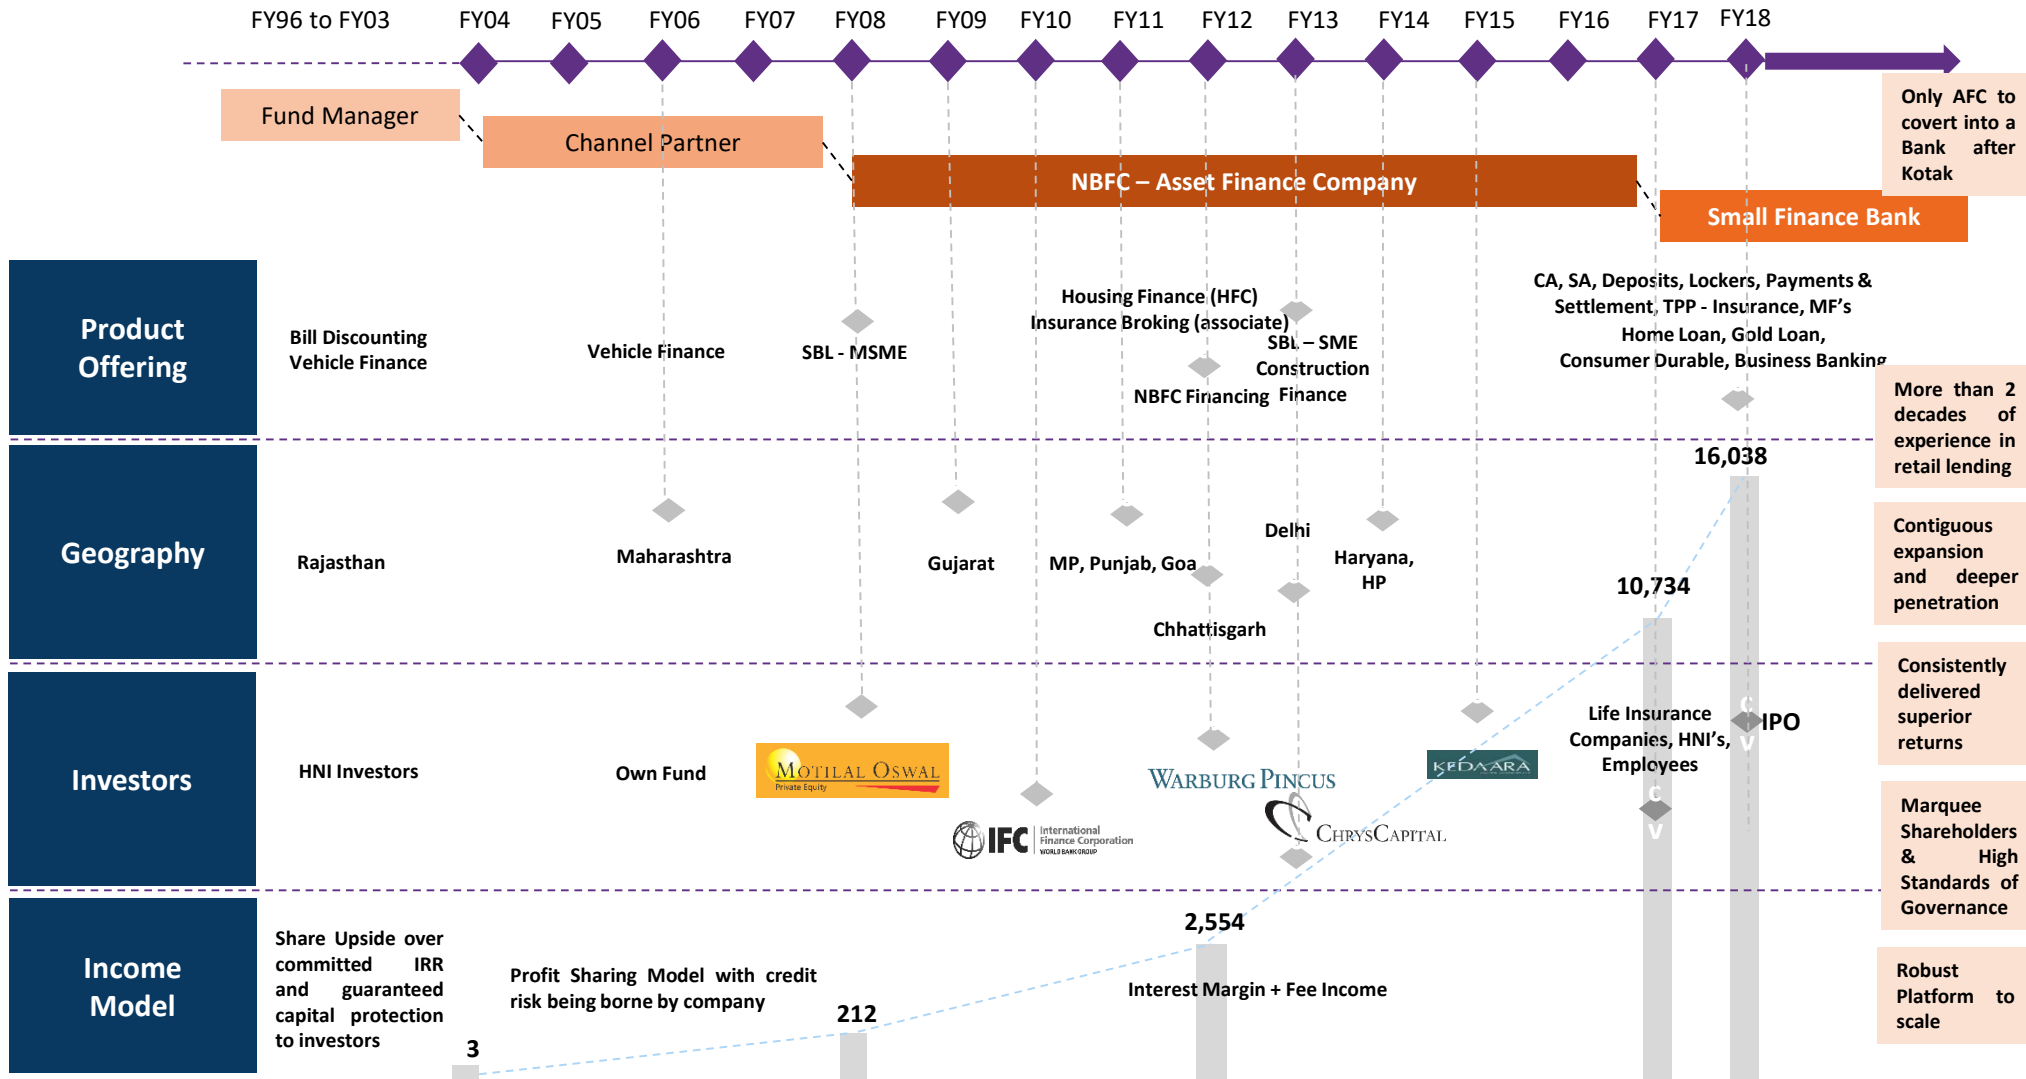 FY96 to FY03
FY04
FY05
FY06
FY07
FY08
FY09
FY10
FY11
FY12
FY13
FY14
FY15
FY16
FY17
FY18
Fund Manager
Channel Partner
NBFC – Asset Finance Company
Small Finance Bank
Only AFC to
covert into a
Bank after
Kotak
Product
Offering
Bill Discounting
Vehicle Finance
Vehicle Finance
SBL - MSME
Housing Finance (HFC)
Insurance Broking (associate)
NBFC Financing
SBL – SME
Construction
Finance
CA, SA, Deposits, Lockers, Payments &
Settlement, TPP - Insurance, MF's
Home Loan, Gold Loan,
Consumer Durable, Business Banking
More than 2
decades of
experience in
retail lending
Geography
Rajasthan
Maharashtra
Gujarat
MP, Punjab, Goa
Chhattisgarh
Delhi
Haryana,
HP
10,734
16,038
Contiguous
expansion
and deeper
penetration
Investors
HNI Investors
Own Fund
MOTILAL OSWAL
Private Equity
IFC
International
Finance Corporation
WORLD BANK GROUP
WARBURG PINCUS
CHRYSCAPITAL
KEDAARA
Life Insurance
Companies, HNI's,
Employees
C
V
C
V
IPO
Consistently
delivered
superior
returns
Marquee
Shareholders
& High
Standards of
Governance
Income
Model
Share Upside over
committed IRR
and guaranteed
capital protection
to investors
3
Profit Sharing Model with credit
risk being borne by company
212
2,554
Interest Margin + Fee Income
Robust
Platform to
scale